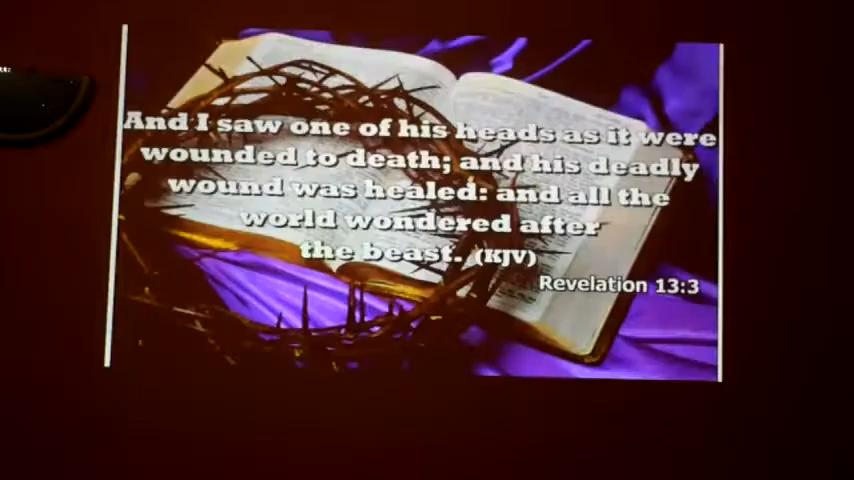 And I saw one of his heads as it were
wounded to death; and his deadly
wound was healed: and all the
world wondered after
the beast. (KJV)
Revelation 13:3